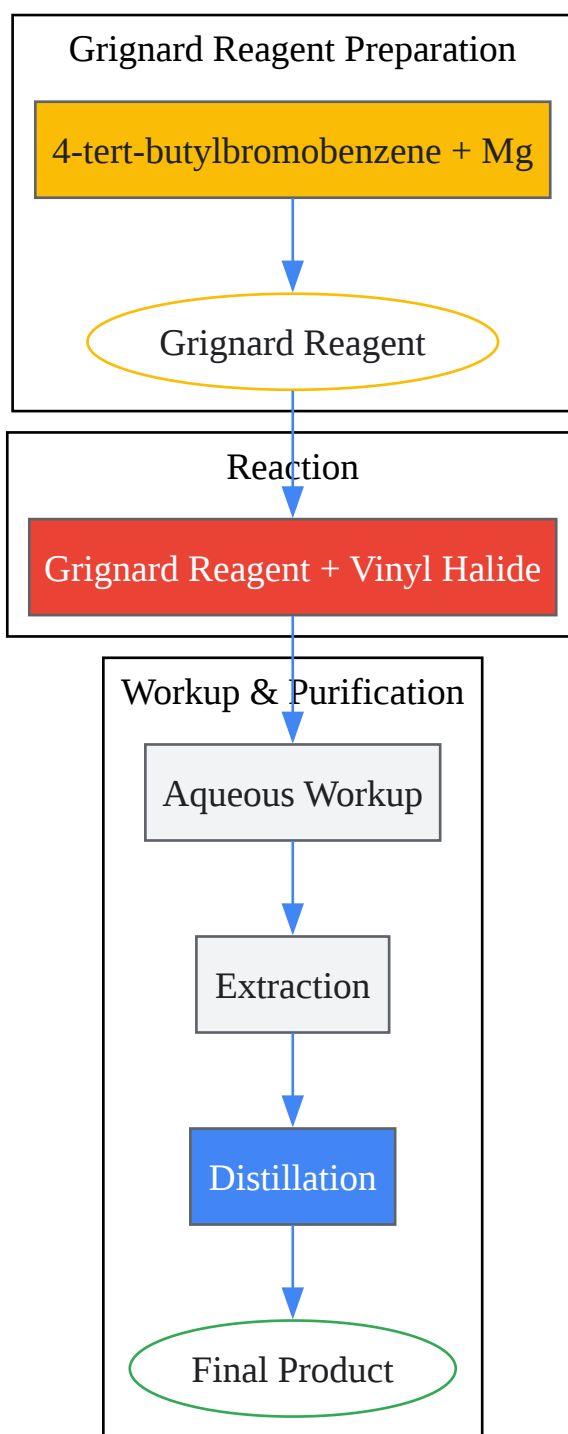 Grignard Reagent Preparation
4-tert-butylbromobenzene + Mg
Grignard Reagent
Reaction
Grignard Reagent + Vinyl Halide
Workup & Purification
Aqueous Workup
Extraction
Distillation
Final Product